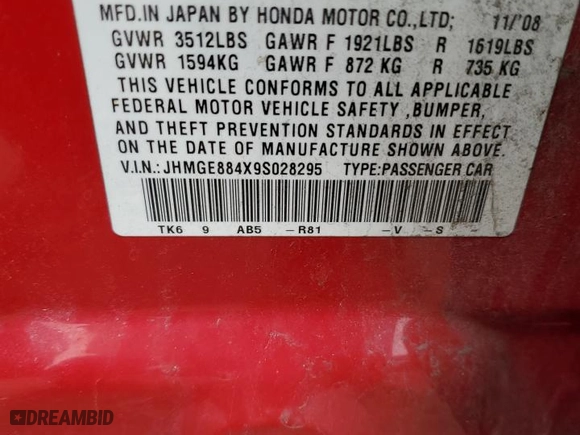 MFD.IN JAPAN BY HONDA MOTOR CO.,LTD; 11/'08
GVWR 3512LBS GAWR F 1921LBS R 1619LBS
GVWR 1594KG GAWR F 872 KG R 735 KG
THIS VEHICLE CONFORMS TO ALL APPLICABLE
FEDERAL MOTOR VEHICLE SAFETY ,BUMPER,
AND THEFT PREVENTION STANDARDS IN EFFECT
ON THE DATE OF MANUFACTURE SHOWN ABOVE.
V.I.N.: JHMGE884X9S028295 TYPE:PASSENGER CAR
TK6 9 AB5 –R81 –V –S –
DREAMBID